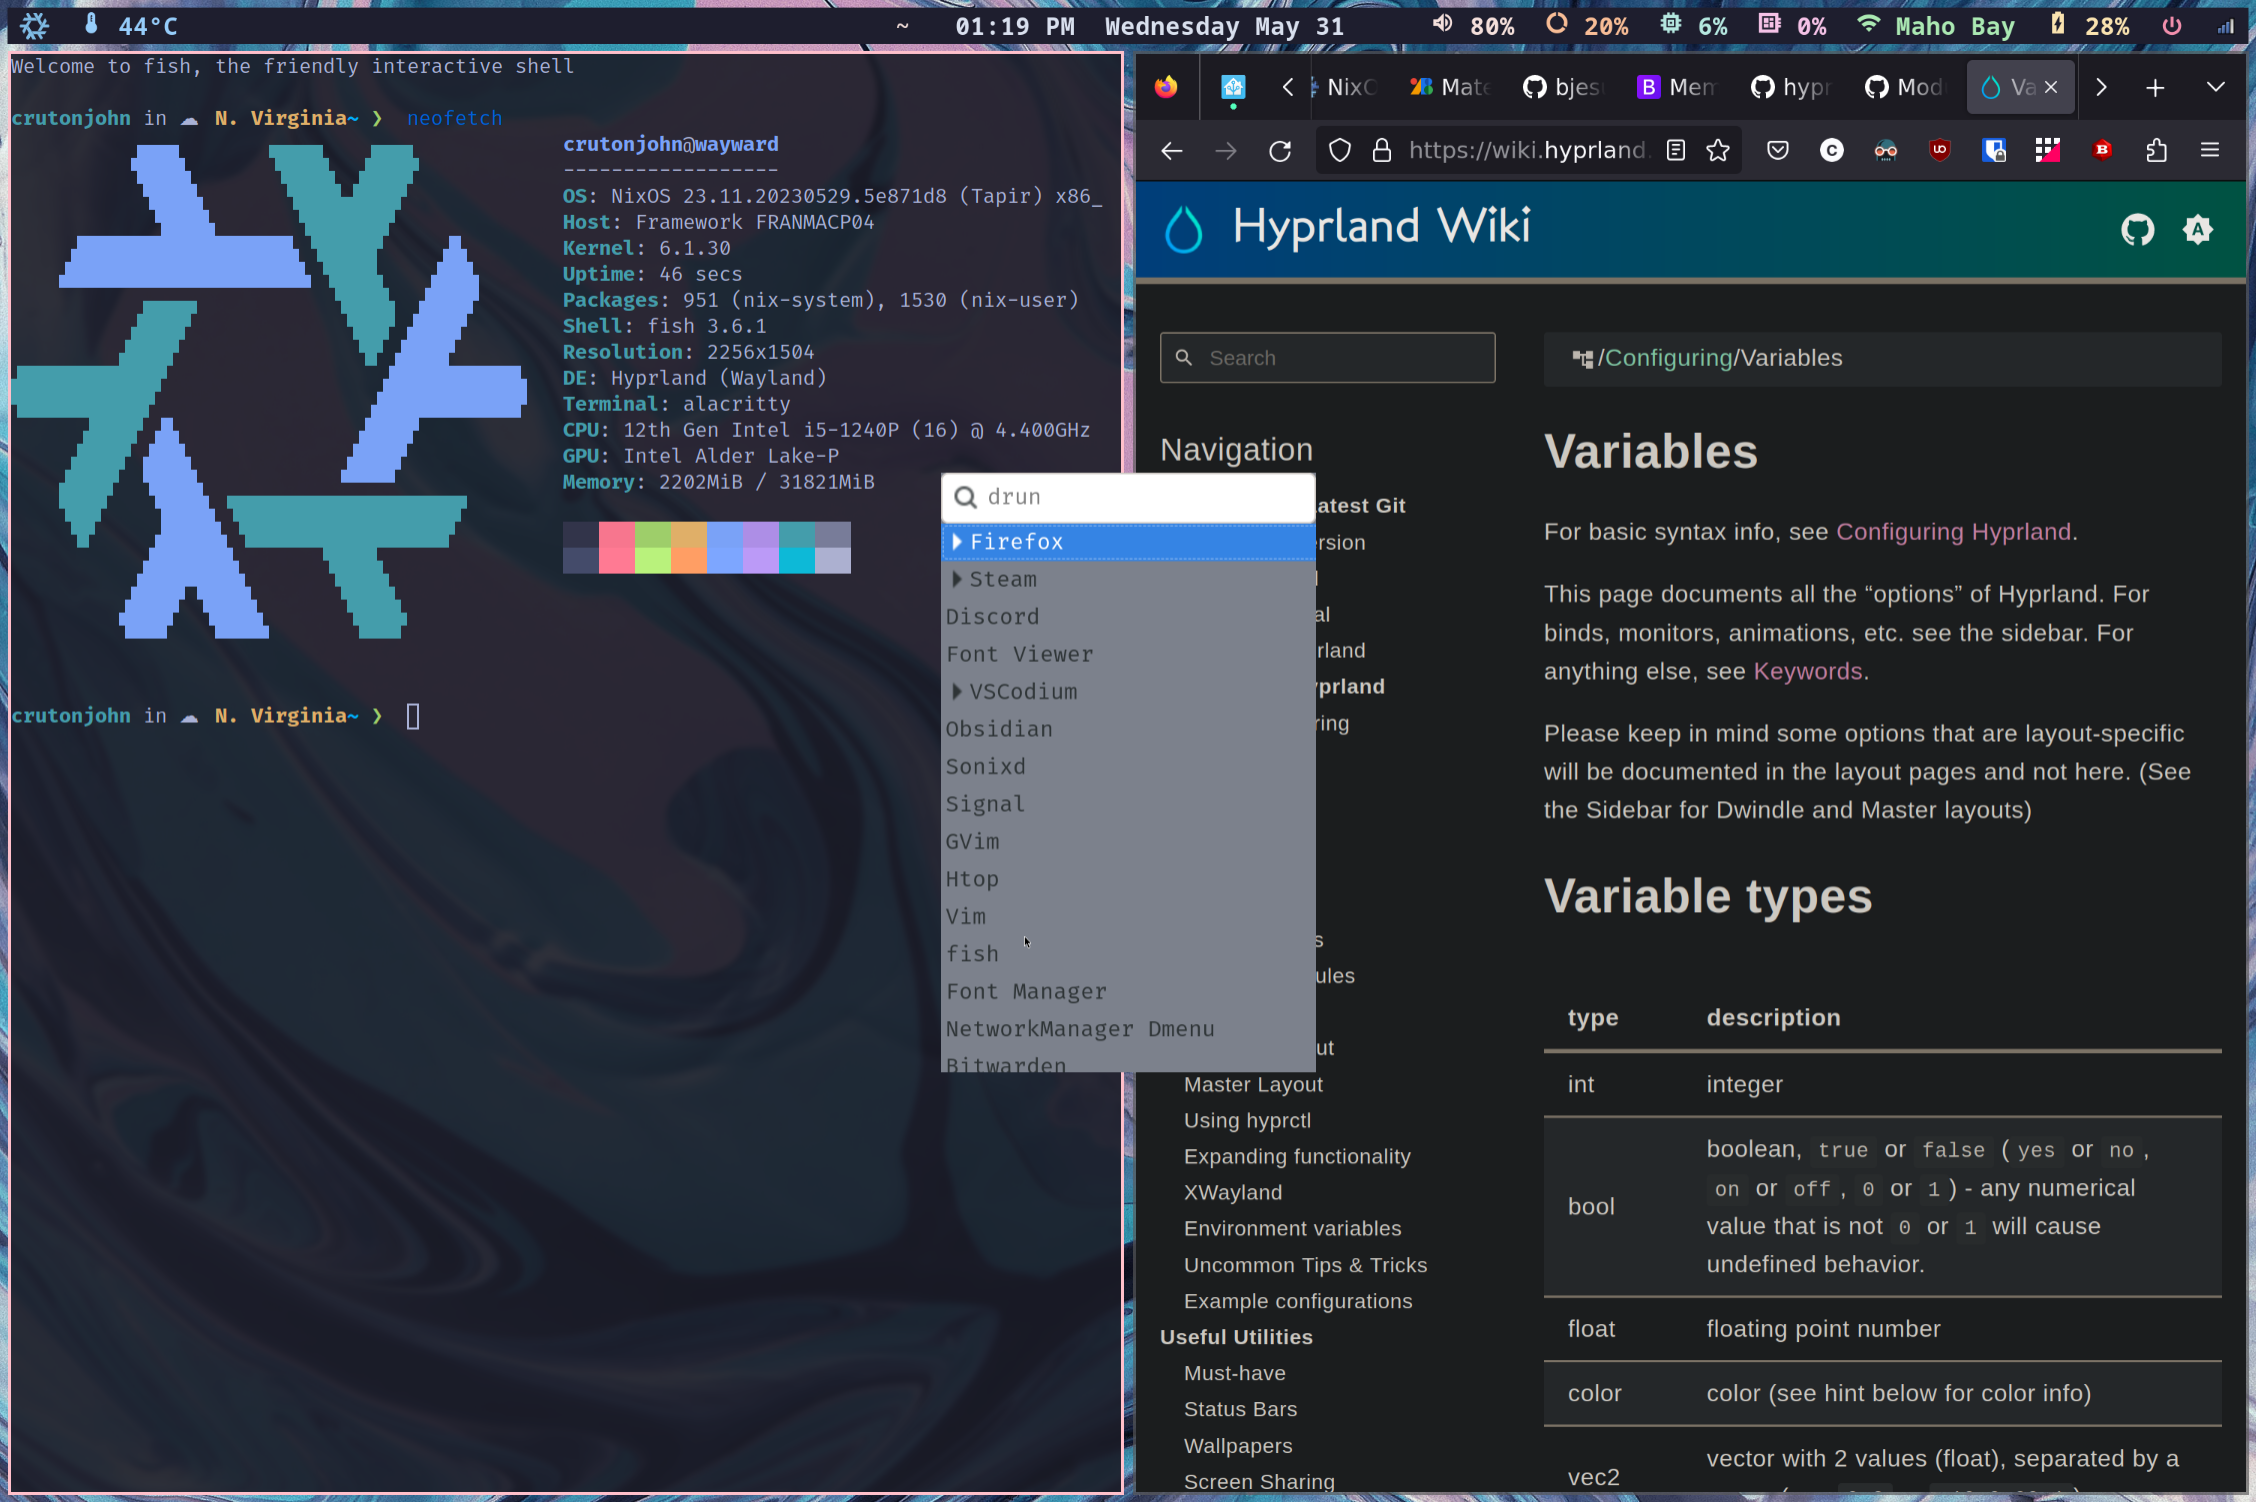 44°C
~
01:19 PM Wednesday May 31
80% 20% 6% 0% Maho Bay 28%
Welcome to fish, the friendly interactive shell
crutonjohn in ☁ N. Virginia~ ❯ neofetch
crutonjohn@wayward
------------------
OS: NixOS 23.11.20230529.5e871d8 (Tapir) x86_
Host: Framework FRANMACP04
Kernel: 6.1.30
Uptime: 46 secs
Packages: 951 (nix-system), 1530 (nix-user)
Shell: fish 3.6.1
Resolution: 2256x1504
DE: Hyprland (Wayland)
Terminal: alacritty
CPU: 12th Gen Intel i5-1240P (16) @ 4.400GHz
GPU: Intel Alder Lake-P
Memory: 2202MiB / 31821MiB
crutonjohn in ☁ N. Virginia~ ❯
drun
Firefox
Steam
Discord
Font Viewer
VSCodium
Obsidian
Sonixd
Signal
GVim
Htop
Vim
fish
Font Manager
NetworkManager Dmenu
Bitwarden
NixO Mate bjes Mem hypr Mod Va
https://wiki.hyprland.
Hyprland Wiki
Search
Navigation
atest Git
ersion
l
al
rland
yprland
ring
s
ules
ut
Master Layout
Using hyprctl
Expanding functionality
XWayland
Environment variables
Uncommon Tips & Tricks
Example configurations
Useful Utilities
Must-have
Status Bars
Wallpapers
Screen Sharing
/Configuring/Variables
Variables
For basic syntax info, see Configuring Hyprland.
This page documents all the “options” of Hyprland. For
binds, monitors, animations, etc. see the sidebar. For
anything else, see Keywords.
Please keep in mind some options that are layout-specific
will be documented in the layout pages and not here. (See
the Sidebar for Dwindle and Master layouts)
Variable types
type description
int integer
bool boolean, true or false ( yes or no ,
on or off , 0 or 1 ) - any numerical
value that is not 0 or 1 will cause
undefined behavior.
float floating point number
color color (see hint below for color info)
vec2 vector with 2 values (float), separated by a